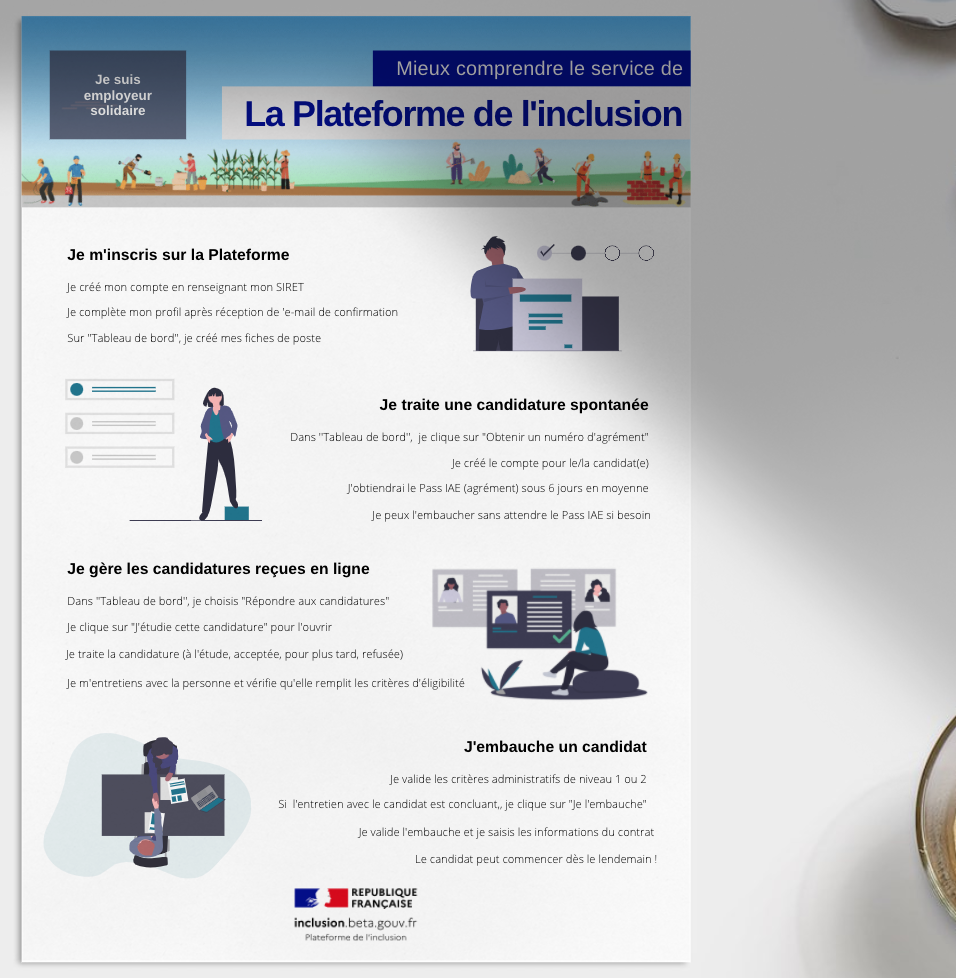 Je suis
employeur
solidaire
Mieux comprendre le service de
La Plateforme de l'inclusion
Je m'inscris sur la Plateforme
Je créé mon compte en renseignant mon SIRET
Je complète mon profil après réception de 'e-mail de confirmation
Sur "Tableau de bord", je créé mes fiches de poste
Je traite une candidature spontanée
Dans "Tableau de bord", je clique sur "Obtenir un numéro d'agrément"
Je créé le compte pour le/la candidat(e)
J'obtiendrai le Pass IAE (agrément) sous 6 jours en moyenne
Je peux l'embaucher sans attendre le Pass IAE si besoin
Je gère les candidatures reçues en ligne
Dans "Tableau de bord", je choisis "Répondre aux candidatures"
Je clique sur "J'étudie cette candidature" pour l'ouvrir
Je traite la candidature (à l'étude, acceptée, pour plus tard, refusée)
Je m'entretiens avec la personne et vérifie qu'elle remplit les critères d'éligibilité
J'embauche un candidat
Je valide les critères administratifs de niveau 1 ou 2
Si l'entretien avec le candidat est concluant,, je clique sur "Je l'embauche"
Je valide l'embauche et je saisis les informations du contrat
Le candidat peut commencer dès le lendemain !
REPUBLIQUE
FRANÇAISE
inclusion.beta.gouv.fr
Plateforme de l'inclusion